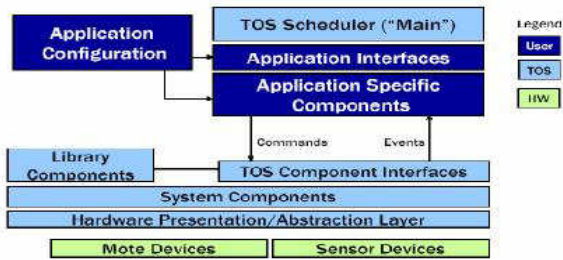 Application
Configuration
TOS Scheduler ("Main")
Application Interfaces
Application Specific
Components
Legend
User
TOS
HW
Commands
Events
Library
Components
TOS Component Interfaces
System Components
Hardware Presentation/Abstraction Layer
Mote Devices
Sensor Devices